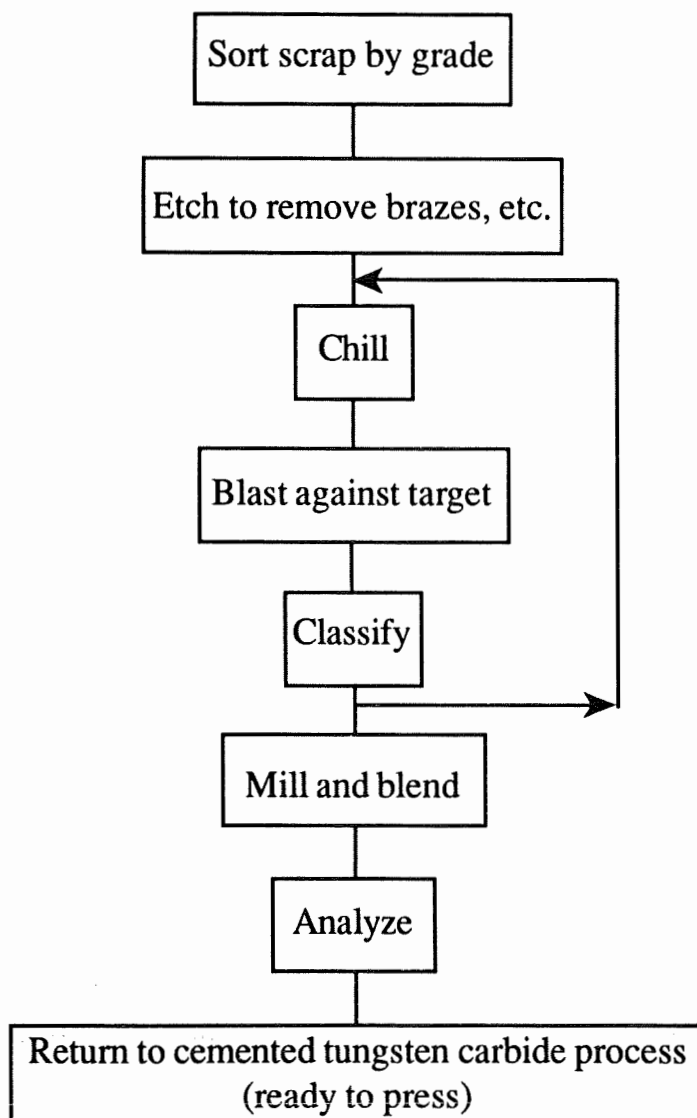 Sort scrap by grade
Etch to remove brazes, etc.
Chill
Blast against target
Classify
Mill and blend
Analyze
Return to cemented tungsten carbide process
(ready to press)